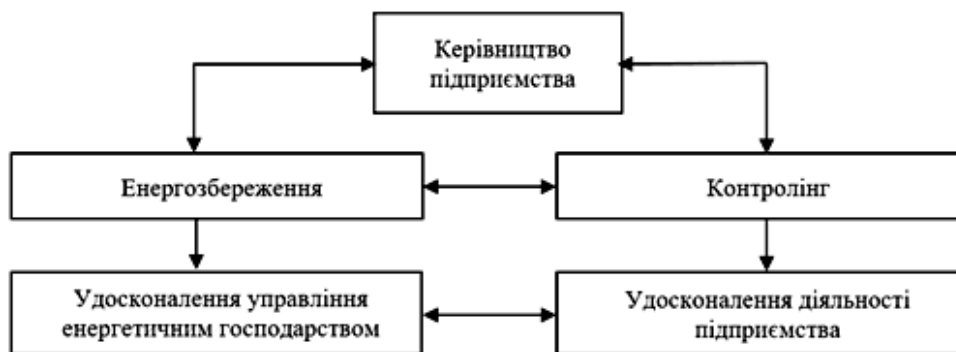 Керівництво
підприємства
Енергозбереження
Контролінг
Удосконалення управління
енергетичним господарством
Удосконалення діяльності
підприємства